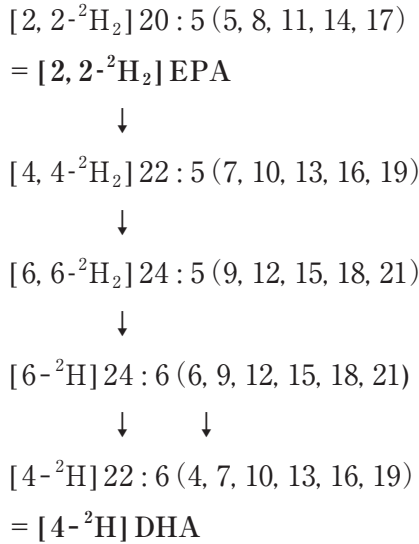 [2, 2-²H₂] 20 : 5 (5, 8, 11, 14, 17)
= [2, 2-²H₂] EPA
↓
[4, 4-²H₂] 22 : 5 (7, 10, 13, 16, 19)
↓
[6, 6-²H₂] 24 : 5 (9, 12, 15, 18, 21)
↓
[6-²H] 24 : 6 (6, 9, 12, 15, 18, 21)
↓ ↓
[4-²H] 22 : 6 (4, 7, 10, 13, 16, 19)
= [4-²H] DHA